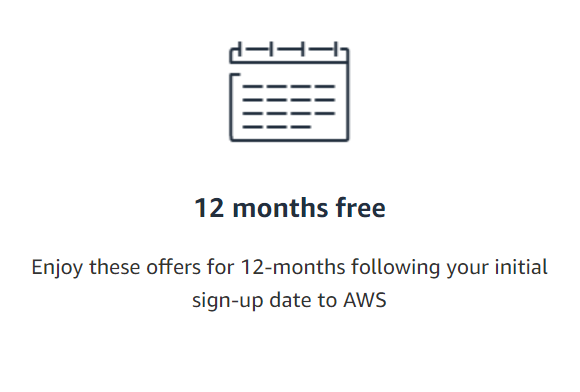 12 months free
Enjoy these offers for 12-months following your initial
sign-up date to AWS